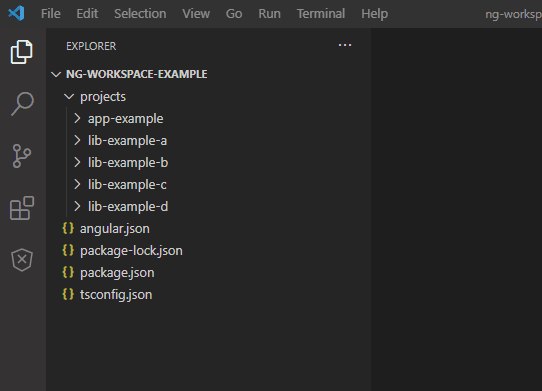 File Edit Selection View Go Run Terminal Help ng-worksp
EXPLORER ...
NG-WORKSPACE-EXAMPLE
projects
app-example
lib-example-a
lib-example-b
lib-example-c
lib-example-d
{} angular.json
{} package-lock.json
{} package.json
{} tsconfig.json